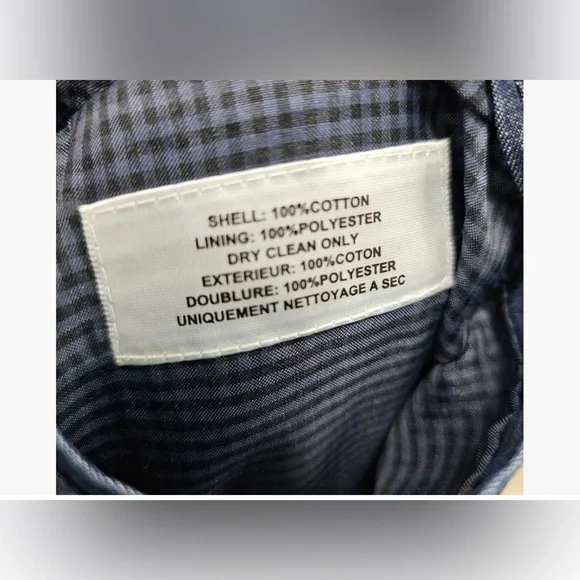 SHELL: 100%COTTON
LINING: 100%POLYESTER
DRY CLEAN ONLY
EXTERIEUR: 100%COTON
DOUBLURE: 100%POLYESTER
UNIQUEMENT NETTOYAGE A SEC